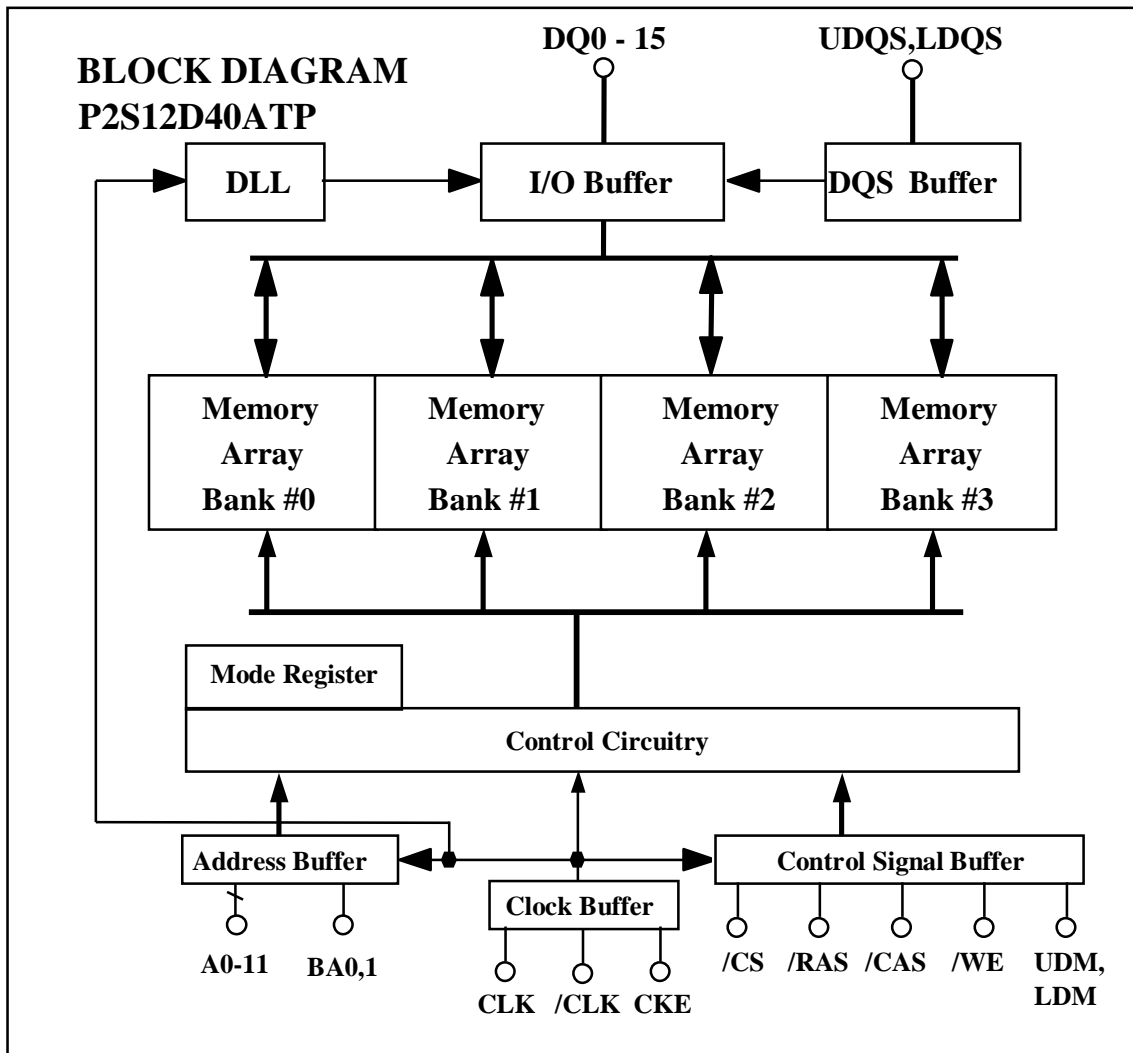 DQ0 - 15
UDQS,LDQS
BLOCK DIAGRAM
P2S12D40ATP
DLL
I/O Buffer
DQS Buffer
Memory
Array
Bank #0
Memory
Array
Bank #1
Memory
Array
Bank #2
Memory
Array
Bank #3
Mode Register
Control Circuitry
Address Buffer
Control Signal Buffer
Clock Buffer
A0-11
BA0,1
CLK
/CLK
CKE
/CS
/RAS
/CAS
/WE
UDM,
LDM